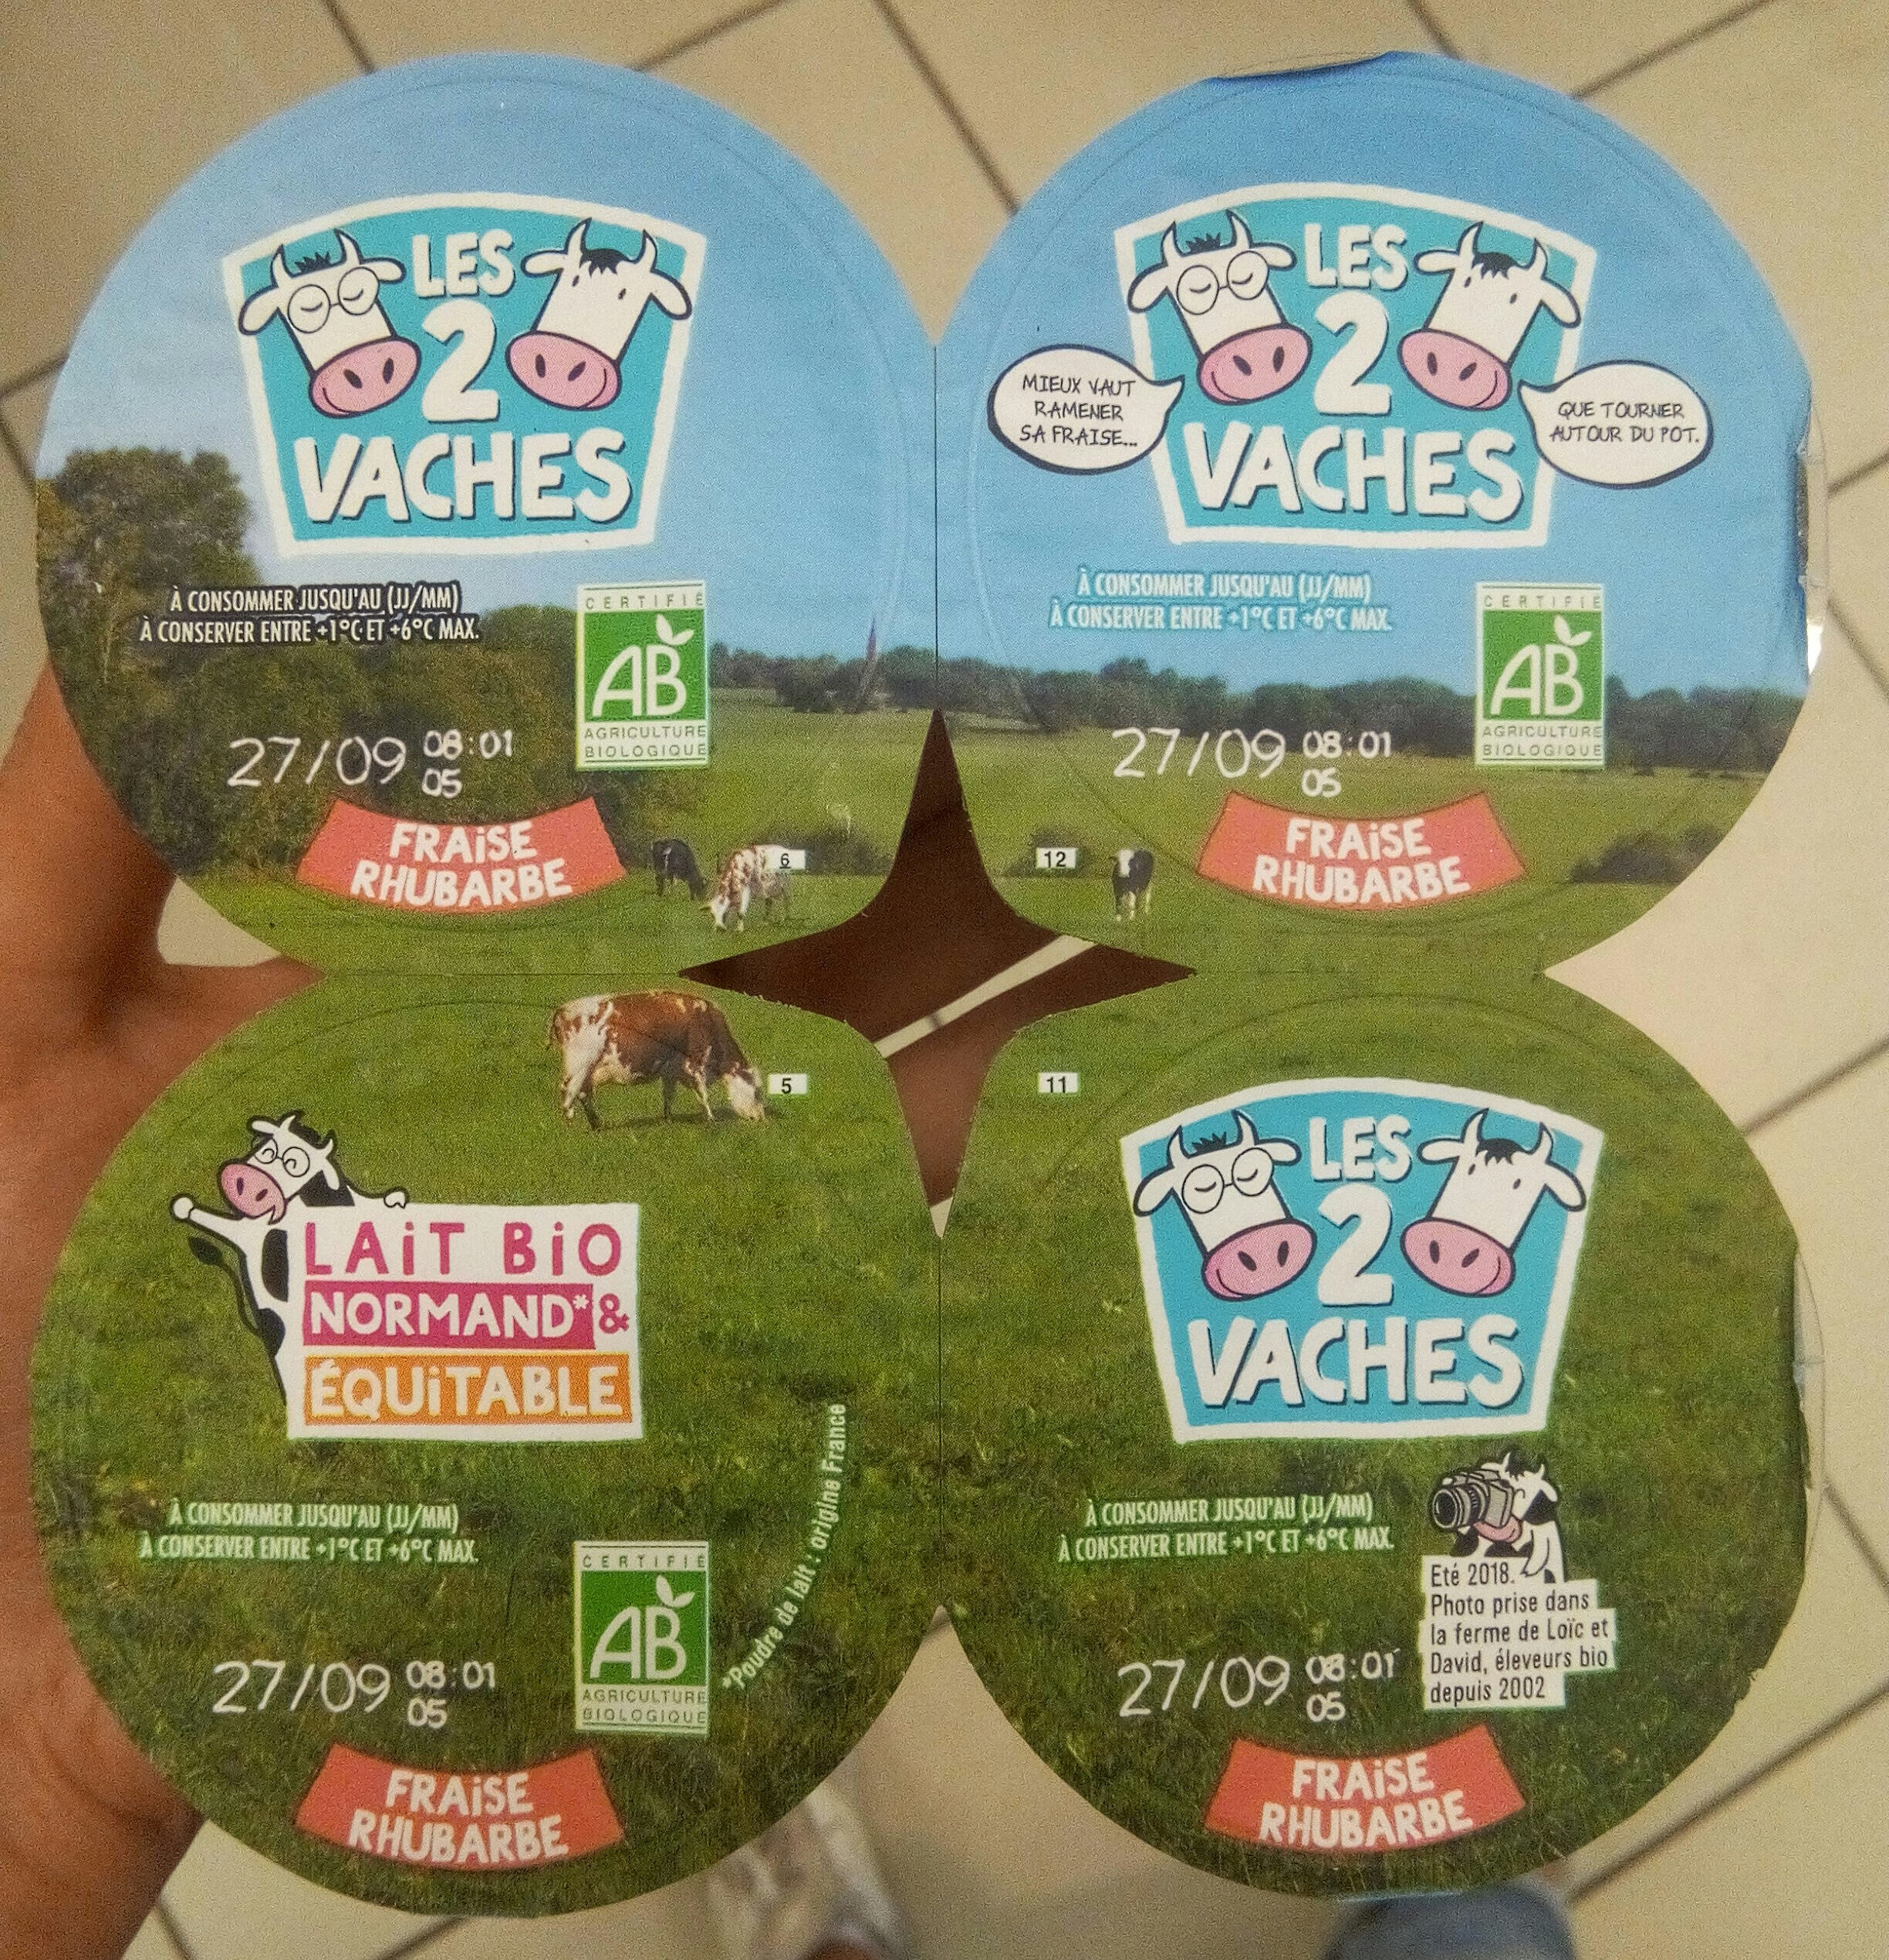 LES
2
VACHES
À CONSOMMER JUSQU'AU (JJ/MM)
À CONSERVER ENTRE +1°C ET +6°C MAX.
CERTIFIÉ
AB
AGRICULTURE
BIOLOGIQUE
27/09 08:01
05
FRAiSE
RHUBARBE
6
LES
2
VACHES
MIEUX VAUT
RAMENER
SA FRAISE...
QUE TOURNER
AUTOUR DU POT.
À CONSOMMER JUSQU'AU (JJ/MM)
À CONSERVER ENTRE +1°C ET +6°C MAX.
CERTIFIÉ
AB
AGRICULTURE
BIOLOGIQUE
27/09 08:01
05
12
FRAiSE
RHUBARBE
5
LAiT BiO
NORMAND* &
ÉQUiTABLE
À CONSOMMER JUSQU'AU (JJ/MM)
À CONSERVER ENTRE +1°C ET +6°C MAX.
CERTIFIÉ
AB
AGRICULTURE
BIOLOGIQUE
*Poudre de lait : origine France
27/09 08:01
05
FRAiSE
RHUBARBE
11
LES
2
VACHES
À CONSOMMER JUSQU'AU (JJ/MM)
À CONSERVER ENTRE +1°C ET +6°C MAX.
Eté 2018.
Photo prise dans
la ferme de Loïc et
David, éleveurs bio
depuis 2002
27/09 08:01
05
FRAiSE
RHUBARBE